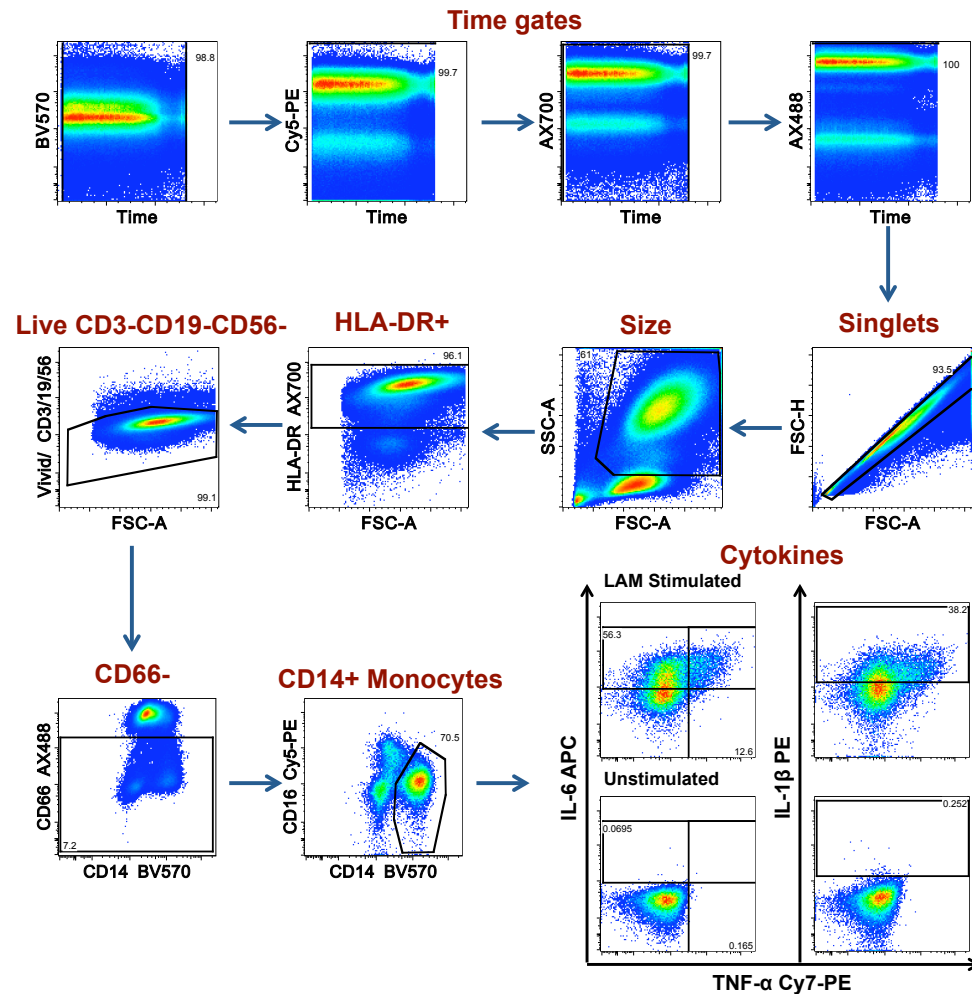 Time gates
98.8
BV570
Time
99.7
Cy5-PE
Time
99.7
AX700
Time
100
AX488
Time
Live CD3-CD19-CD56-
HLA-DR+
Size
Singlets
99.1
Vivid/ CD3/19/56
FSC-A
96.1
HLA-DR AX700
FSC-A
61
SSC-A
FSC-A
93.5
FSC-H
FSC-A
CD66-
7.2
CD66 AX488
CD14 BV570
CD14+ Monocytes
70.5
CD16 Cy5-PE
CD14 BV570
Cytokines
LAM Stimulated
56.3
12.6
38.2
Unstimulated
0.0695
0.165
0.252
IL-6 APC
IL-1β PE
TNF-α Cy7-PE